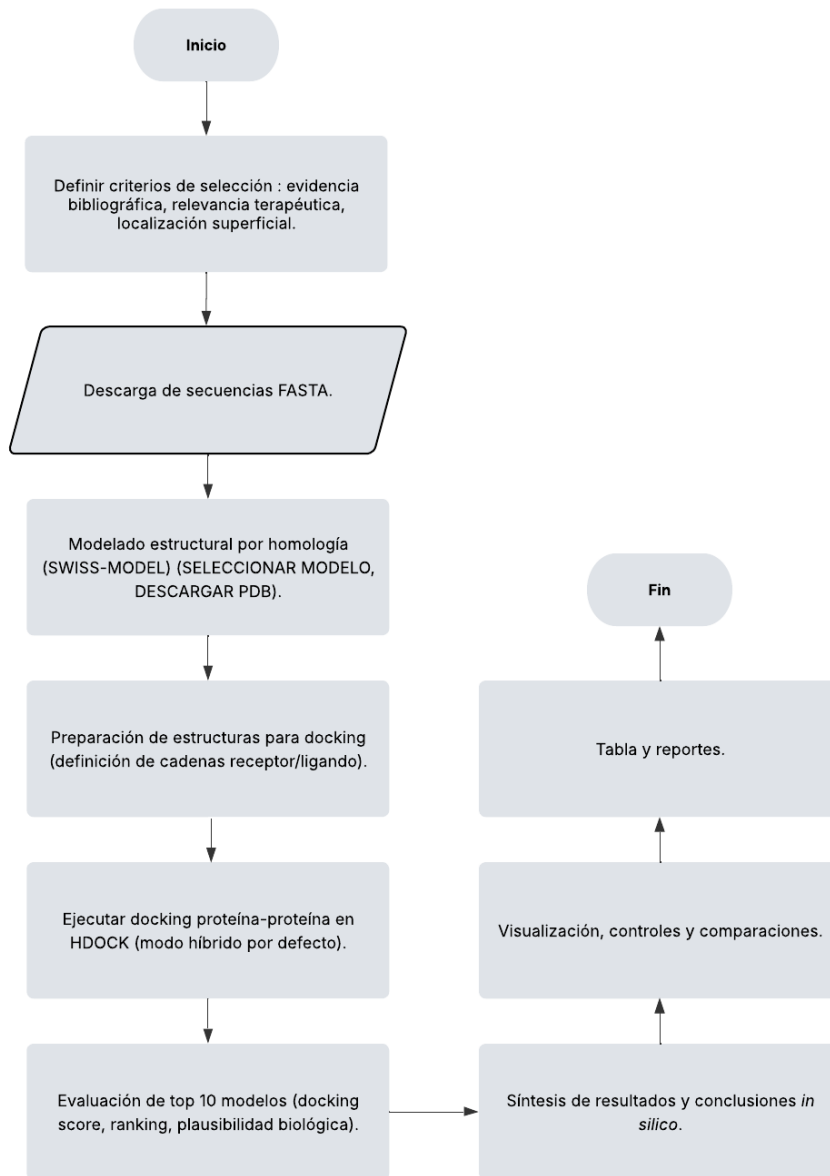 Inicio
Definir criterios de selección : evidencia
bibliográfica, relevancia terapéutica,
localización superficial.
Descarga de secuencias FASTA.
Modelado estructural por homología
(SWISS-MODEL) (SELECCIONAR MODELO,
DESCARGAR PDB).
Preparación de estructuras para docking
(definición de cadenas receptor/ligando).
Ejecutar docking proteína-proteína en
HDOCK (modo híbrido por defecto).
Evaluación de top 10 modelos (docking
score, ranking, plausibilidad biológica).
Síntesis de resultados y conclusiones in
silico.
Visualización, controles y comparaciones.
Tabla y reportes.
Fin